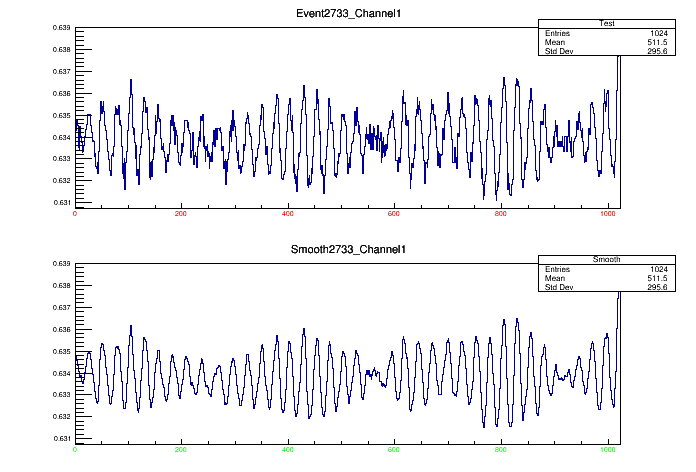 Event2733_Channel1
Test
Entries 1024
Mean 511.5
Std Dev 295.6
0.639
0.638
0.637
0.636
0.635
0.634
0.633
0.632
0.631
0 200 400 600 800 1000
Smooth2733_Channel1
Smooth
Entries 1024
Mean 511.5
Std Dev 295.6
0.639
0.638
0.637
0.636
0.635
0.634
0.633
0.632
0.631
0 200 400 600 800 1000